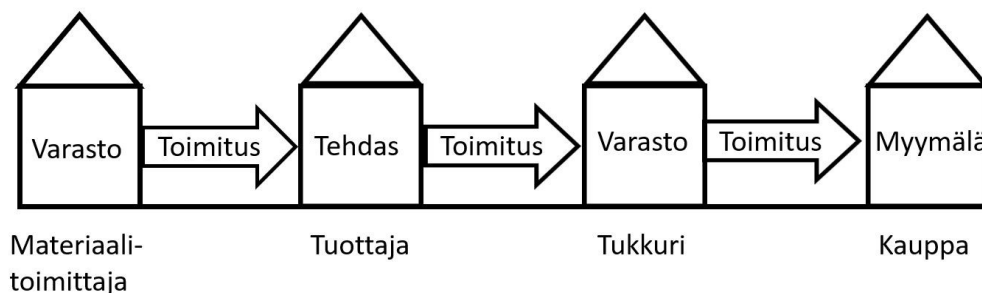 Varasto
Toimitus
Tehdas
Toimitus
Varasto
Toimitus
Myymälä
Materiaali-
toimittaja
Tuottaja
Tukkuri
Kauppa